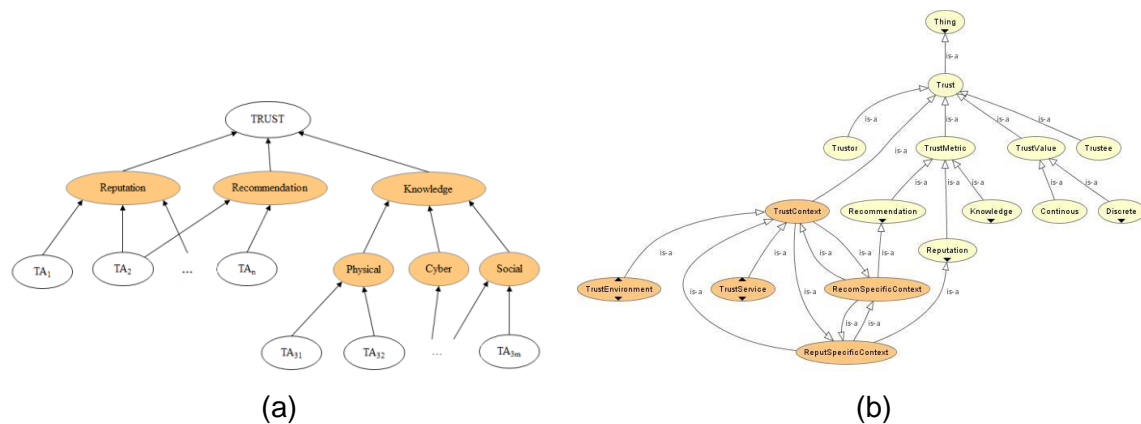 TRUST
Reputation
Recommendation
Knowledge
TA1
TA2
...
TAn
Physical
Cyber
Social
TA31
TA32
...
TA3m
(a)
Thing
is-a
Trust
is-a
is-a
is-a
is-a
is-a
Trustor
TrustMetric
TrustValue
Trustee
is-a
is-a
is-a
is-a
is-a
TrustContext
Recommendation
Knowledge
Continous
Discrete
Reputation
is-a
is-a
is-a
is-a
is-a
TrustEnvironment
TrustService
RecomSpecificContext
is-a
is-a
is-a
is-a
is-a
ReputSpecificContext
(b)